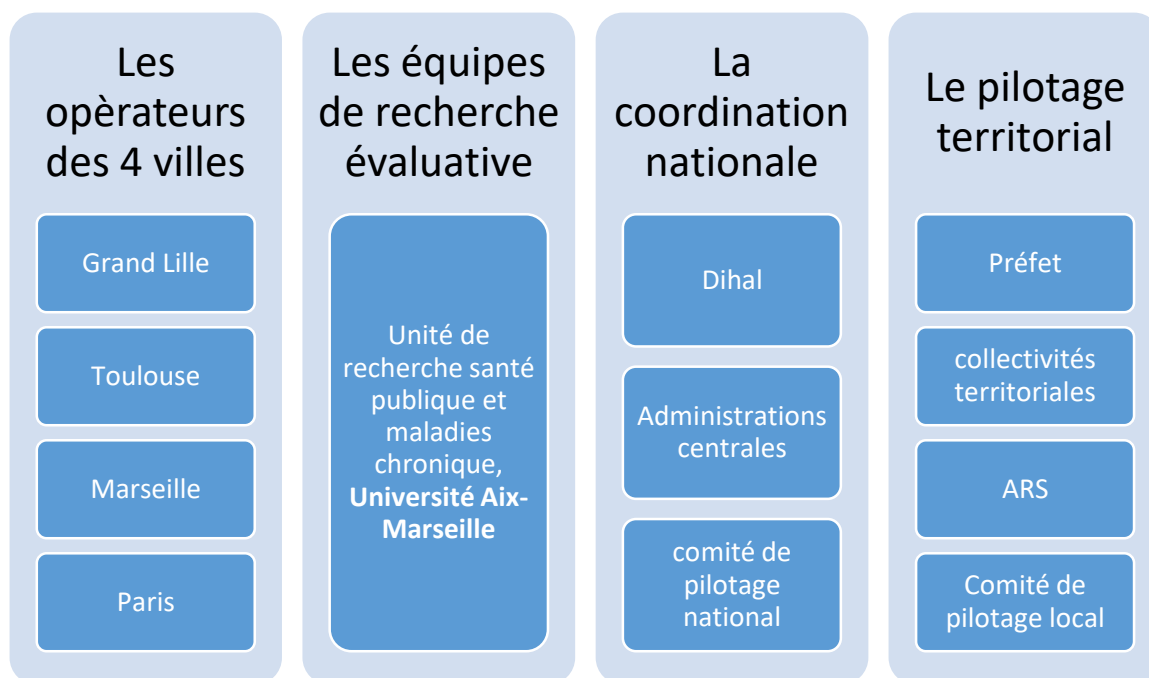 Les
opèrateurs
des 4 villes
Grand Lille
Toulouse
Marseille
Paris
Les équipes
de recherche
évaluative
Unité de
recherche santé
publique et
maladies
chronique,
Université Aix-
Marseille
La
coordination
nationale
Dihal
Administrations
centrales
comité de
pilotage
national
Le pilotage
territorial
Préfet
collectivités
territoriales
ARS
Comité de
pilotage local